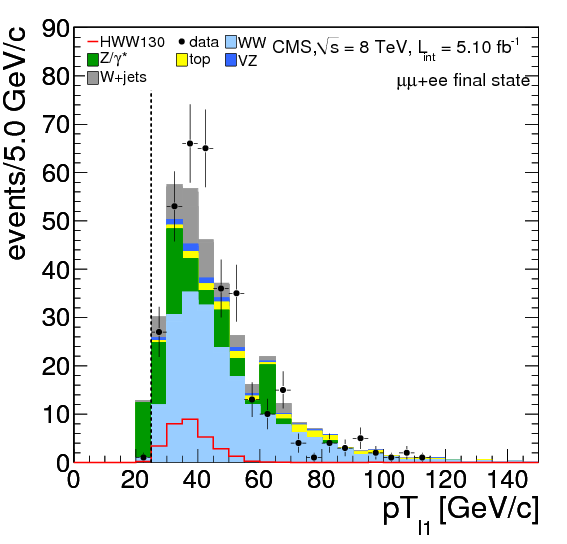 HWW130 data WW CMS,√s = 8 TeV, L_int = 5.10 fb⁻¹
Z/γ* top VZ
W+jets μμ+ee final state
events/5.0 GeV/c
90
80
70
60
50
40
30
20
10
0
0 20 40 60 80 100 120 140
pT_l1 [GeV/c]